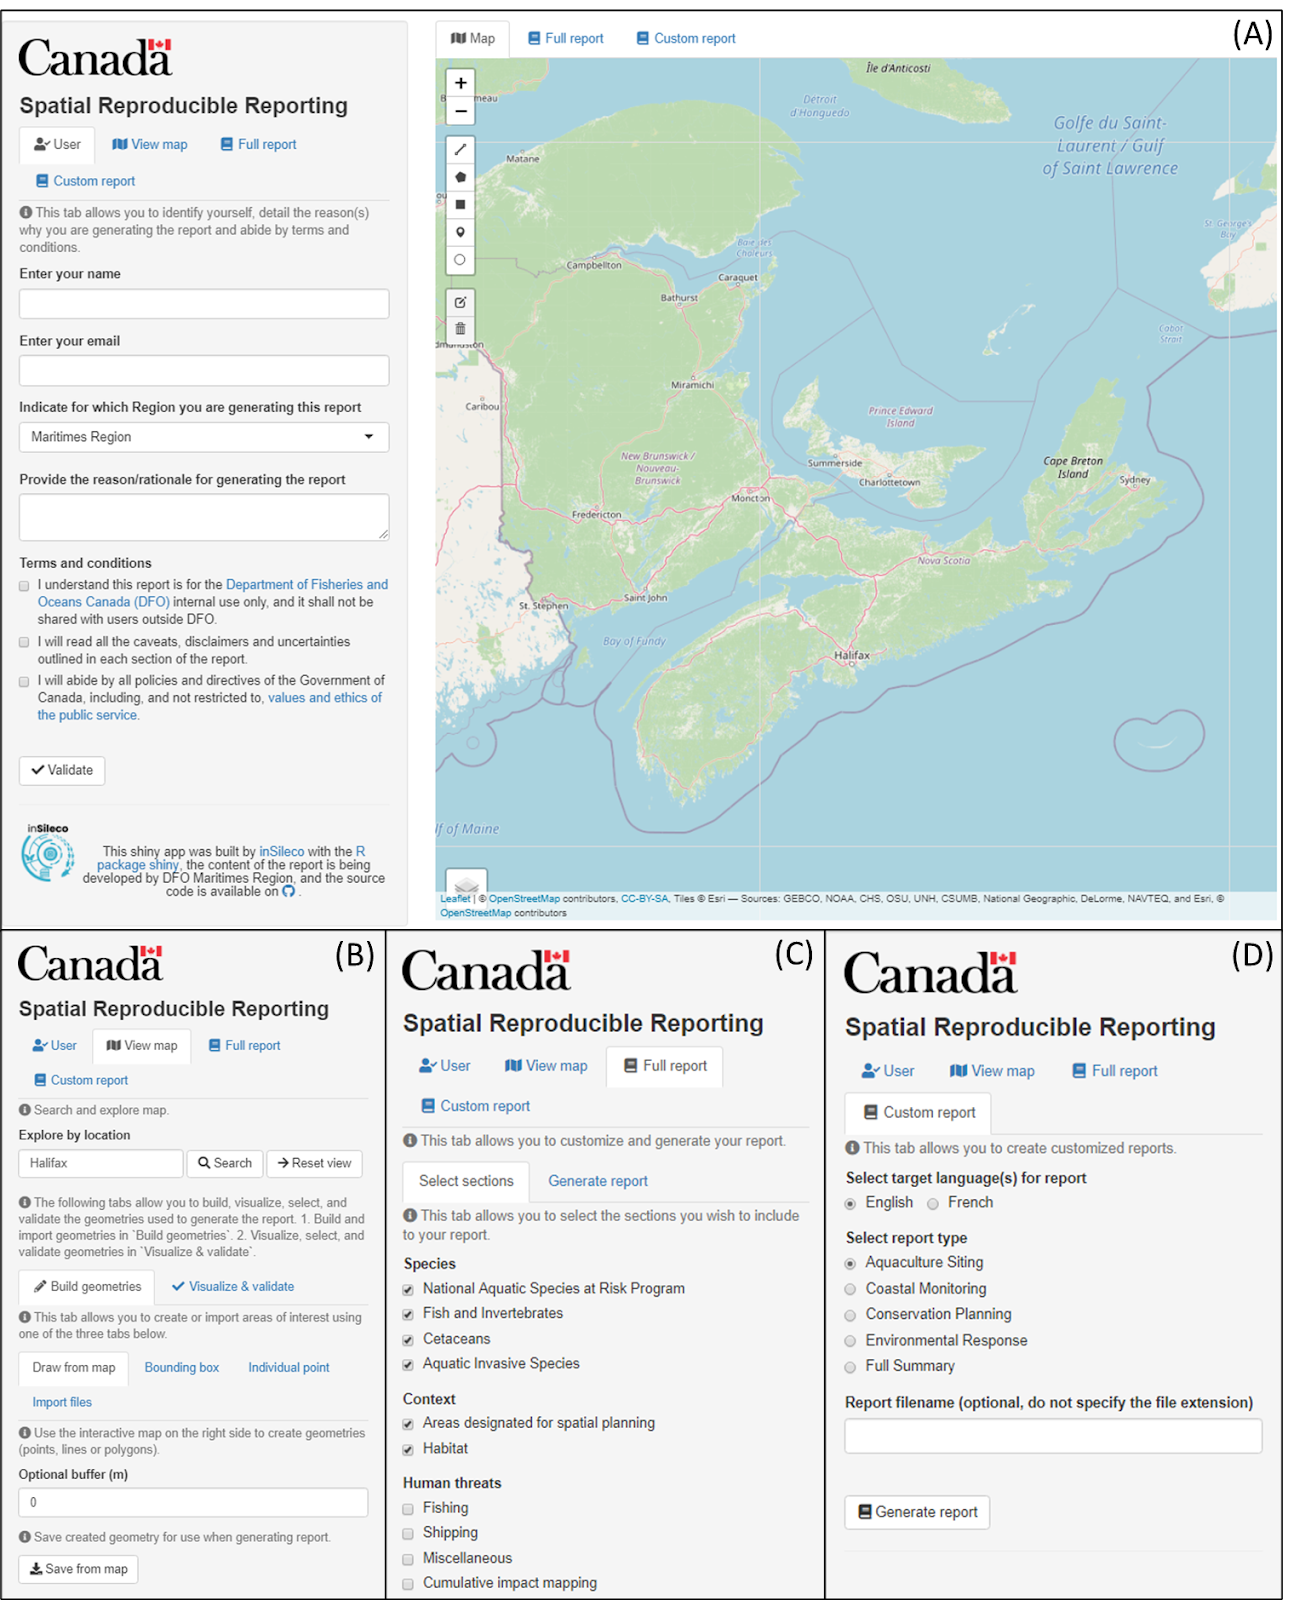 Canada
Spatial Reproducible Reporting
User
View map
Full report
Custom report
This tab allows you to identify yourself, detail the reason(s)
why you are generating the report and abide by terms and
conditions.
Enter your name
Enter your email
Indicate for which Region you are generating this report
Maritimes Region
Provide the reason/rationale for generating the report
Terms and conditions
I understand this report is for the Department of Fisheries and
Oceans Canada (DFO) internal use only, and it shall not be
shared with users outside DFO.
I will read all the caveats, disclaimers and uncertainties
outlined in each section of the report.
I will abide by all policies and directives of the Government of
Canada, including, and not restricted to, values and ethics of
the public service.
Validate
inSileco
This shiny app was built by inSileco with the R
package shiny, the content of the report is being
developed by DFO Maritimes Region, and the source
code is available on .
Map
Full report
Custom report
(A)
+
−
Île d'Anticosti
Détroit
d'Honguedo
Golfe du Saint-
Laurent / Gulf
of Saint Lawrence
Matane
St. George's
Bay
Baie des
Chaleurs
Campbellton
Caraquet
Bathurst
Cabot
Strait
Miramichi
Caribou
Prince Edward
Island
New Brunswick /
Nouveau-
Brunswick
Summerside
Charlottetown
Cape Breton
Island
Sydney
Moncton
Fredericton
Nova Scotia
Saint John
St. Stephen
Bay of Fundy
Halifax
lf of Maine
Leaflet | © OpenStreetMap contributors, CC-BY-SA, Tiles © Esri — Sources: GEBCO, NOAA, CHS, OSU, UNH, CSUMB, National Geographic, DeLorme, NAVTEQ, and Esri, ©
OpenStreetMap contributors
Canada
(B)
Spatial Reproducible Reporting
User
View map
Full report
Custom report
Search and explore map.
Explore by location
Halifax
Search
Reset view
The following tabs allow you to build, visualize, select, and
validate the geometries used to generate the report. 1. Build and
import geometries in `Build geometries`. 2. Visualize, select, and
validate geometries in `Visualize & validate`.
Build geometries
Visualize & validate
This tab allows you to create or import areas of interest using
one of the three tabs below.
Draw from map
Bounding box
Individual point
Import files
Use the interactive map on the right side to create geometries
(points, lines or polygons).
Optional buffer (m)
0
Save created geometry for use when generating report.
Save from map
Canada
(C)
Spatial Reproducible Reporting
User
View map
Full report
Custom report
This tab allows you to customize and generate your report.
Select sections
Generate report
This tab allows you to select the sections you wish to include
to your report.
Species
National Aquatic Species at Risk Program
Fish and Invertebrates
Cetaceans
Aquatic Invasive Species
Context
Areas designated for spatial planning
Habitat
Human threats
Fishing
Shipping
Miscellaneous
Cumulative impact mapping
Canada
(D)
Spatial Reproducible Reporting
User
View map
Full report
Custom report
This tab allows you to create customized reports.
Select target language(s) for report
English
French
Select report type
Aquaculture Siting
Coastal Monitoring
Conservation Planning
Environmental Response
Full Summary
Report filename (optional, do not specify the file extension)
Generate report